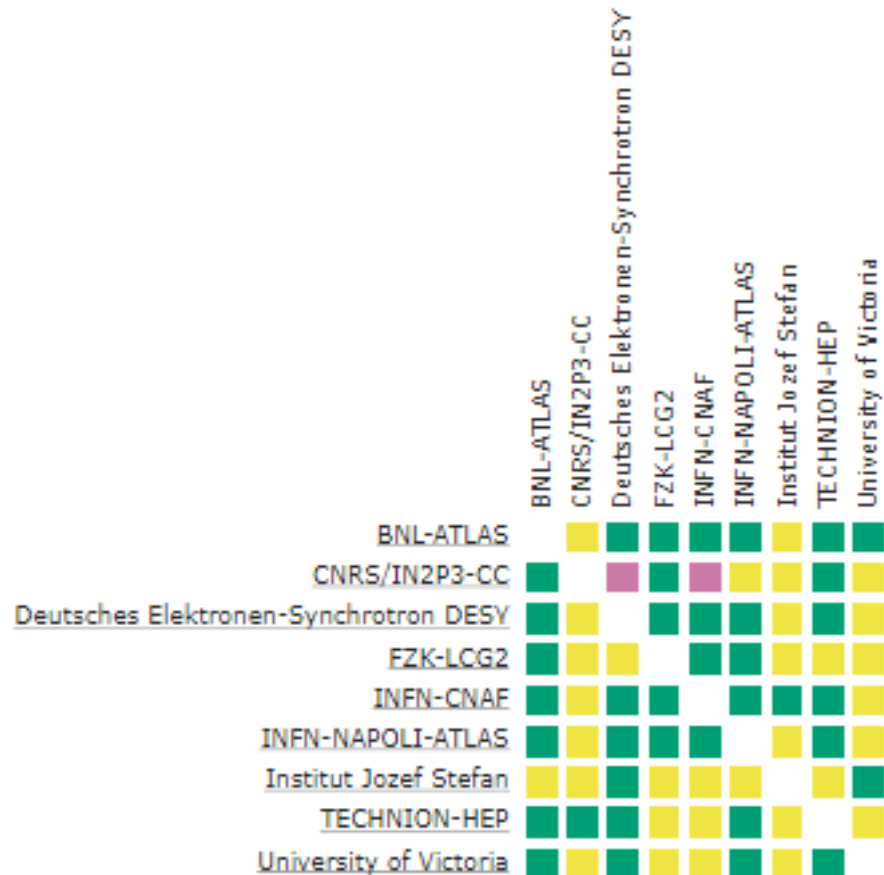 BNL-ATLAS
CNRS/IN2P3-CC
Deutsches Elektronen-Synchrotron DESY
FZK-LCG2
INFN-CNAF
INFN-NAPOLI-ATLAS
Institut Jozef Stefan
TECHNION-HEP
University of Victoria
BNL-ATLAS
CNRS/IN2P3-CC
Deutsches Elektronen-Synchrotron DESY
FZK-LCG2
INFN-CNAF
INFN-NAPOLI-ATLAS
Institut Jozef Stefan
TECHNION-HEP
University of Victoria